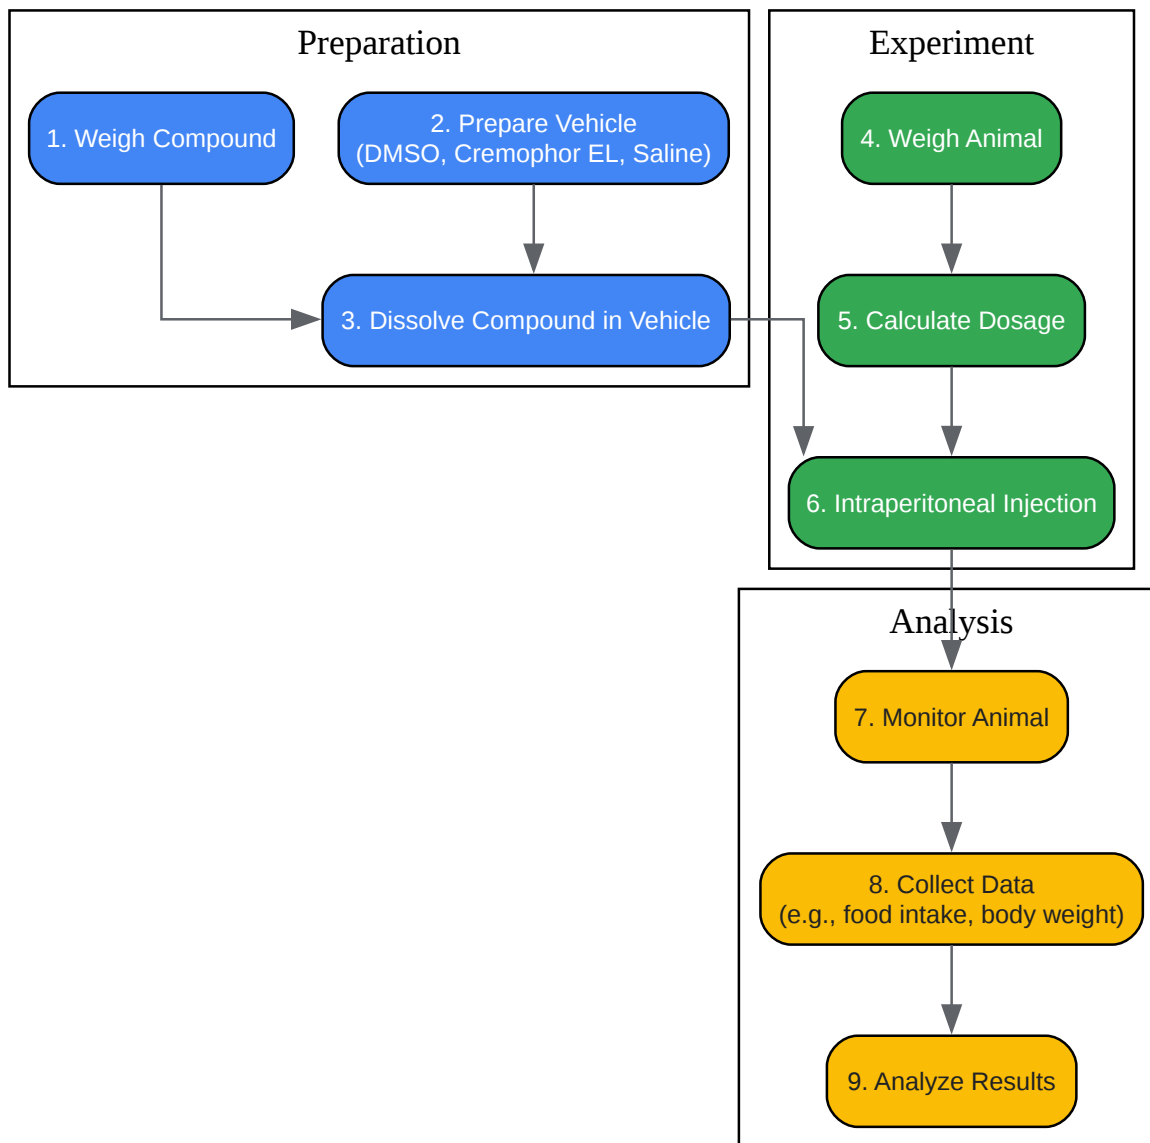 Preparation
1. Weigh Compound
2. Prepare Vehicle
(DMSO, Cremophor EL, Saline)
3. Dissolve Compound in Vehicle
Experiment
4. Weigh Animal
5. Calculate Dosage
6. Intraperitoneal Injection
Analysis
7. Monitor Animal
8. Collect Data
(e.g., food intake, body weight)
9. Analyze Results